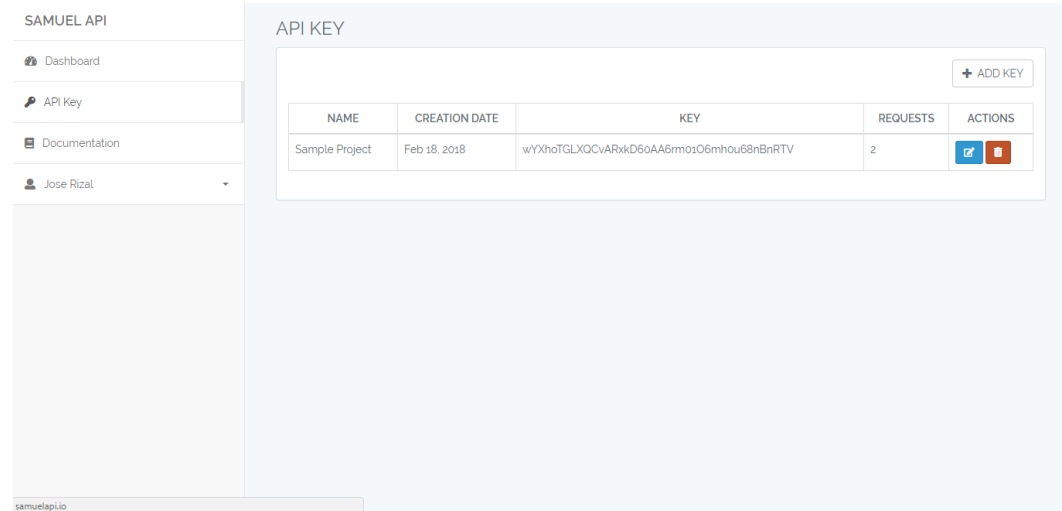 SAMUEL API
Dashboard
API Key
Documentation
Jose Rizal
API KEY
ADD KEY
NAME CREATION DATE KEY REQUESTS ACTIONS
Sample Project Feb 18, 2018 wYXhoTGLXQCvARxkD60AA6rm01O6mh0u68nBnRTV 2
samuelapi.io